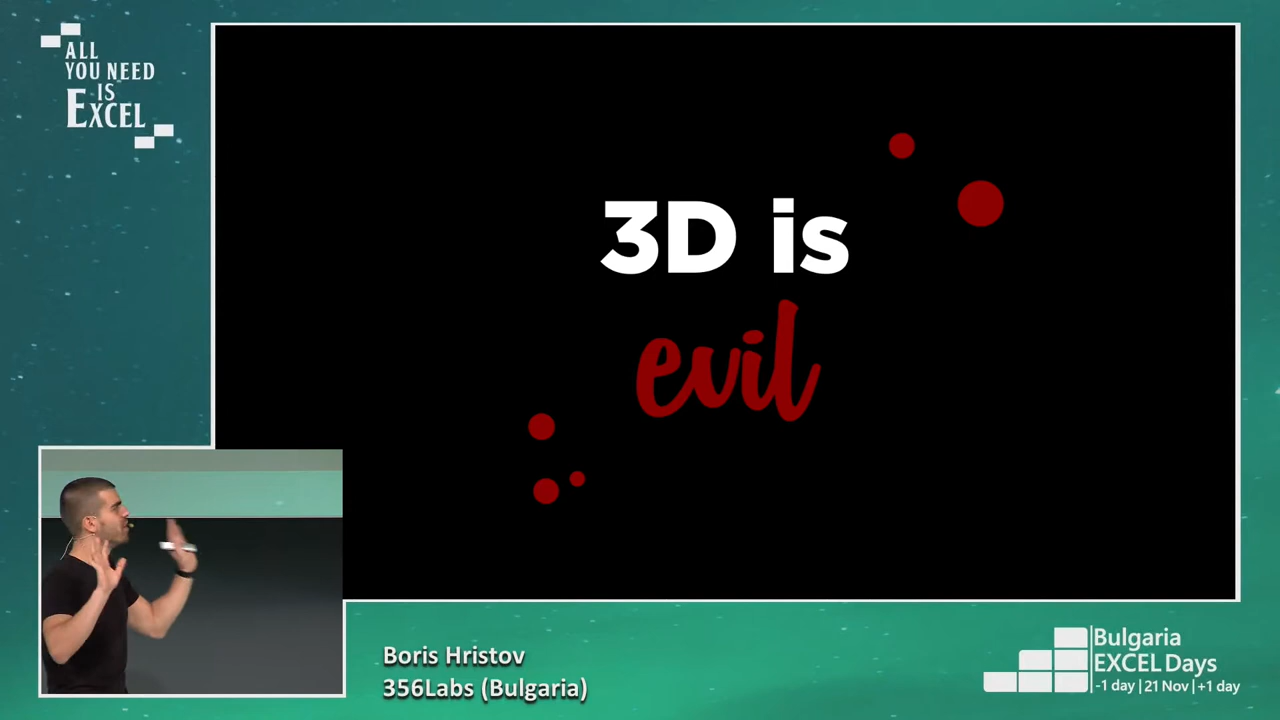 ALL
YOU NEED
IS
EXCEL
3D is
evil
Boris Hristov
356Labs (Bulgaria)
Bulgaria
EXCEL Days
-1 day | 21 Nov | +1 day